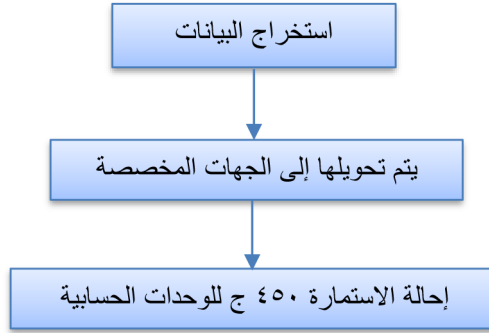 استخراج البيانات
يتم تحويلها إلى الجهات المخصصة
إحالة الاستمارة ٤٥٠ ج للوحدات الحسابية